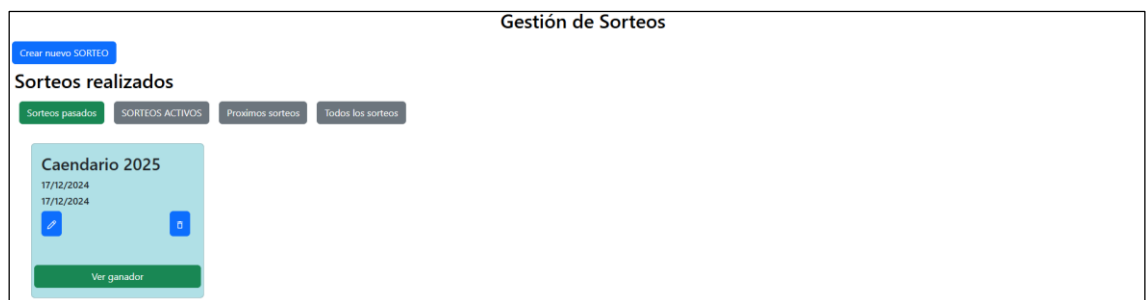 Gestión de Sorteos
Crear nuevo SORTEO
Sorteos realizados
Sorteos pasados SORTEOS ACTIVOS Proximos sorteos Todos los sorteos
Caendario 2025
17/12/2024
17/12/2024
Ver ganador